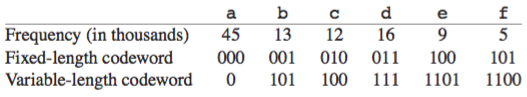 a b c d e f
Frequency (in thousands) 45 13 12 16 9 5
Fixed-length codeword 000 001 010 011 100 101
Variable-length codeword 0 101 100 111 1101 1100